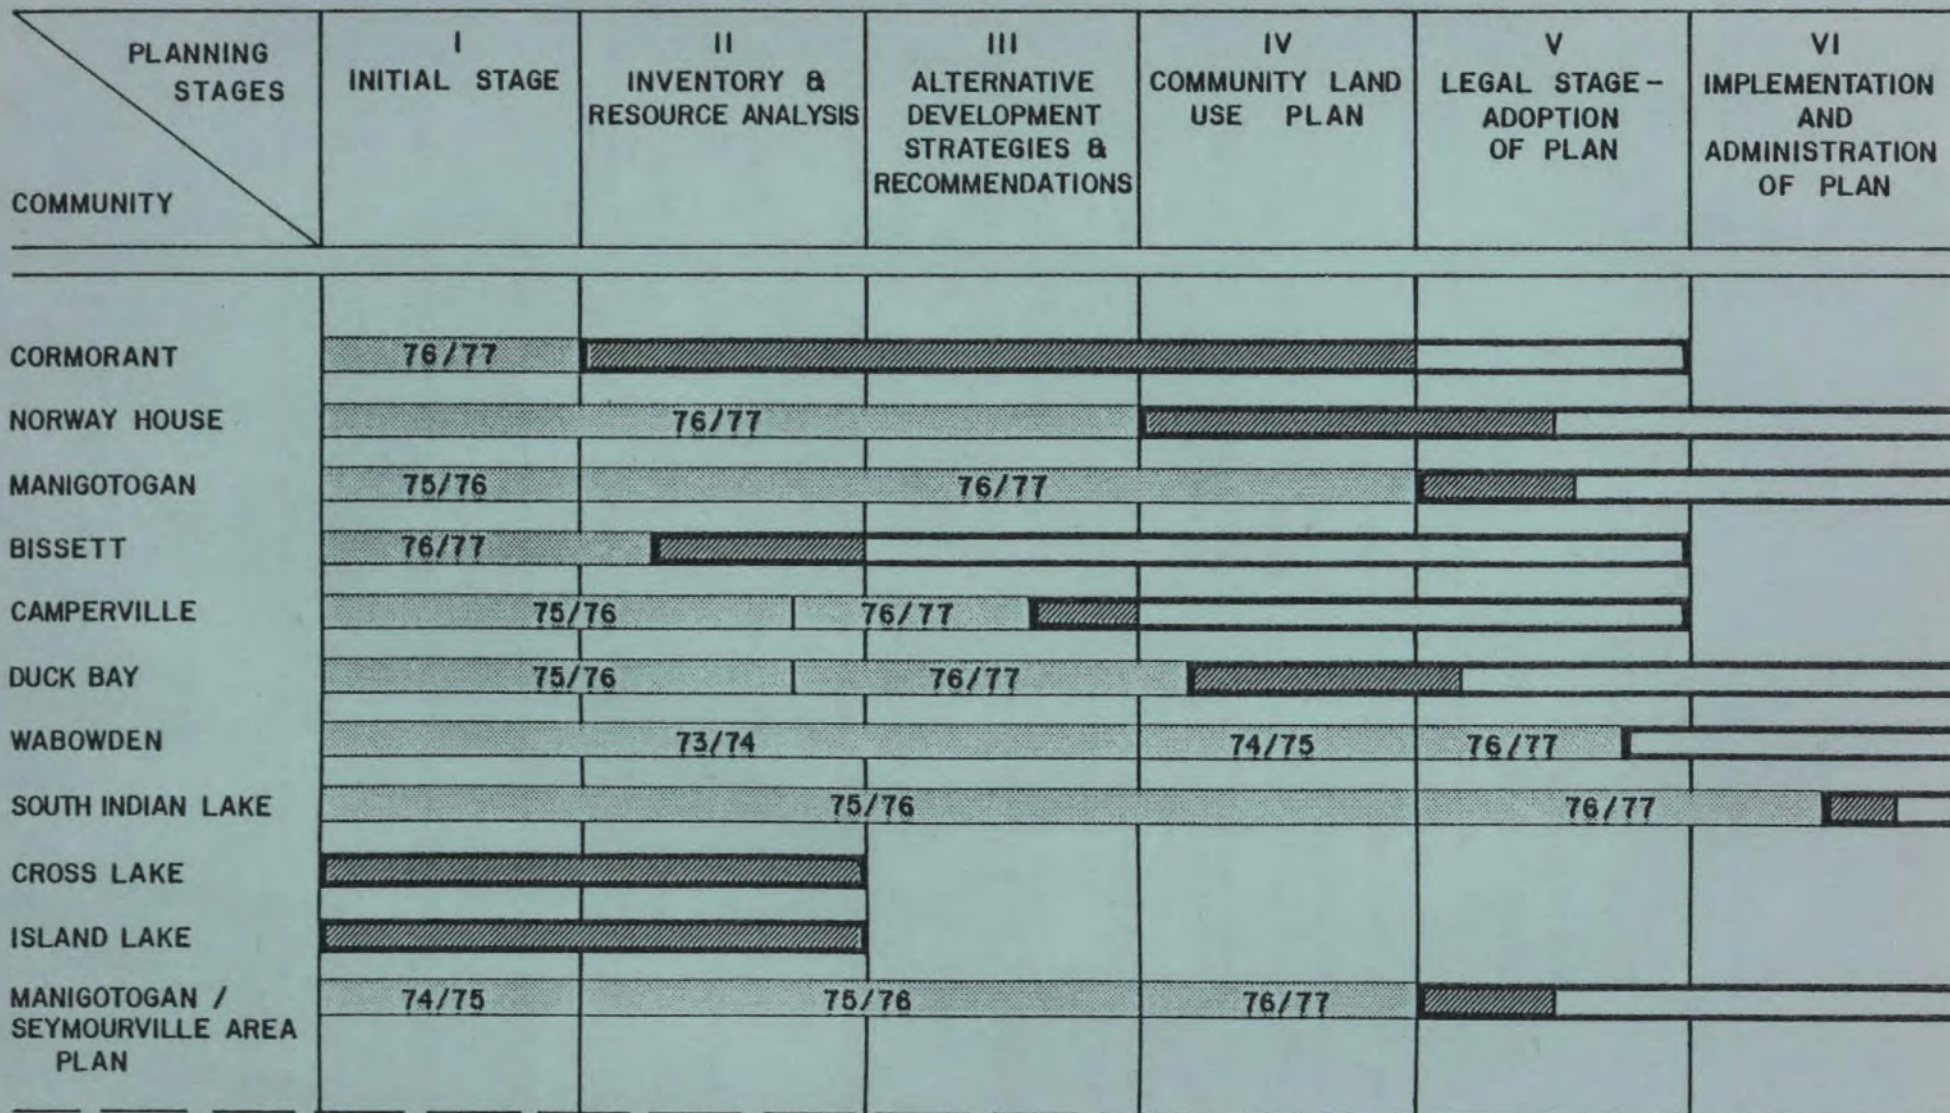 PLANNING
STAGES
COMMUNITY
I
INITIAL STAGE
II
INVENTORY &
RESOURCE ANALYSIS
III
ALTERNATIVE
DEVELOPMENT
STRATEGIES &
RECOMMENDATIONS
IV
COMMUNITY LAND
USE PLAN
V
LEGAL STAGE –
ADOPTION
OF PLAN
VI
IMPLEMENTATION
AND
ADMINISTRATION
OF PLAN
CORMORANT 76/77
NORWAY HOUSE 76/77
MANIGOTOGAN 75/76 76/77
BISSETT 76/77
CAMPERVILLE 75/76 76/77
DUCK BAY 75/76 76/77
WABOWDEN 73/74 74/75 76/77
SOUTH INDIAN LAKE 75/76 76/77
CROSS LAKE
ISLAND LAKE
MANIGOTOGAN / 74/75 75/76 76/77
SEYMOURVILLE AREA
PLAN